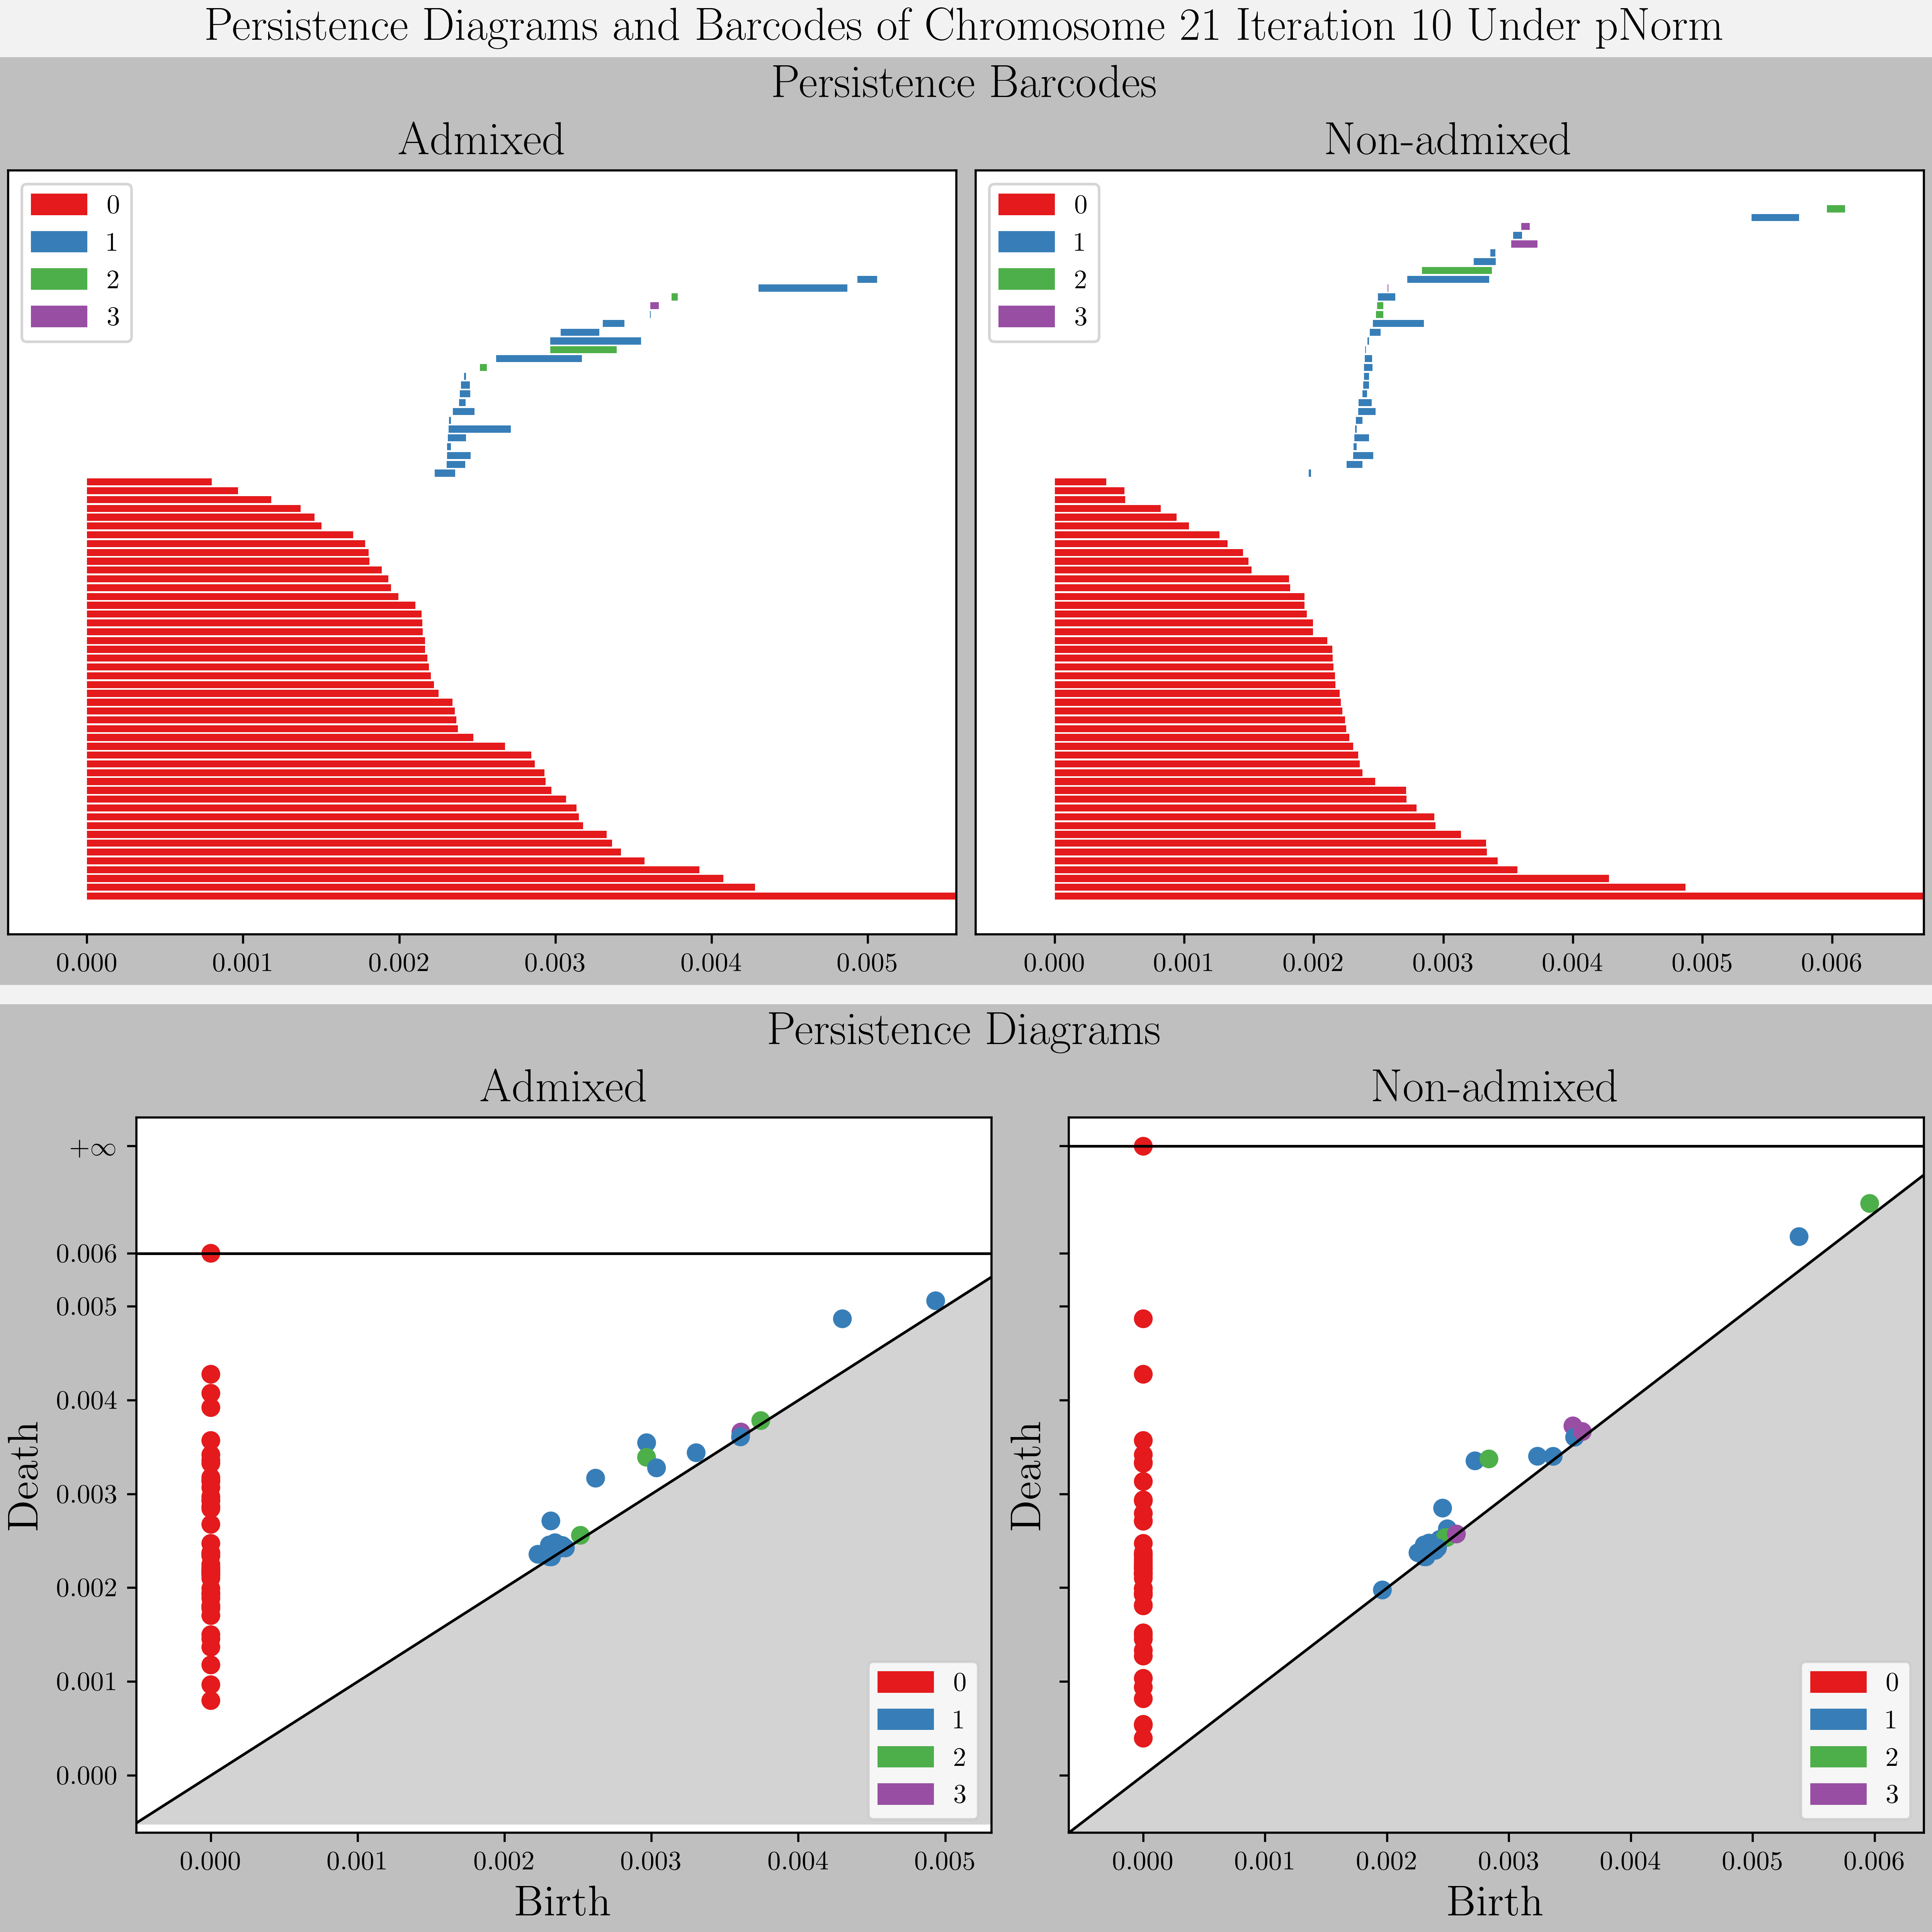 Persistence Diagrams and Barcodes of Chromosome 21 Iteration 10 Under pNorm
Persistence Barcodes
Admixed
0
1
2
3
0.000 0.001 0.002 0.003 0.004 0.005
Non-admixed
0
1
2
3
0.000 0.001 0.002 0.003 0.004 0.005 0.006
Persistence Diagrams
Admixed
Death
+∞
0.006
0.005
0.004
0.003
0.002
0.001
0.000
0
1
2
3
0.000 0.001 0.002 0.003 0.004 0.005
Birth
Non-admixed
Death
0
1
2
3
0.000 0.001 0.002 0.003 0.004 0.005 0.006
Birth